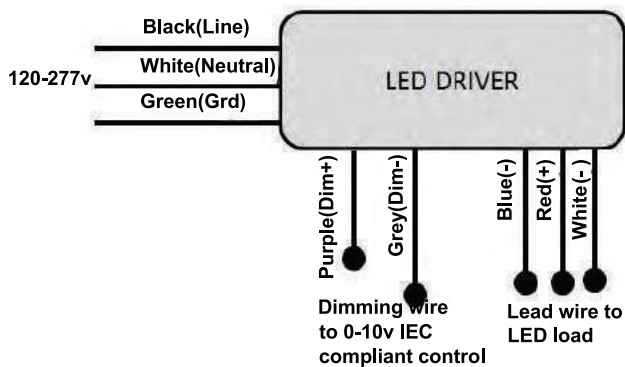 Black(Line)
120-277v
White(Neutral)
Green(Grd)
LED DRIVER
Purple(Dim+)
Grey(Dim-)
Blue(-)
Red(+)
White(-)
Dimming wire
to 0-10v IEC
compliant control
Lead wire to
LED load